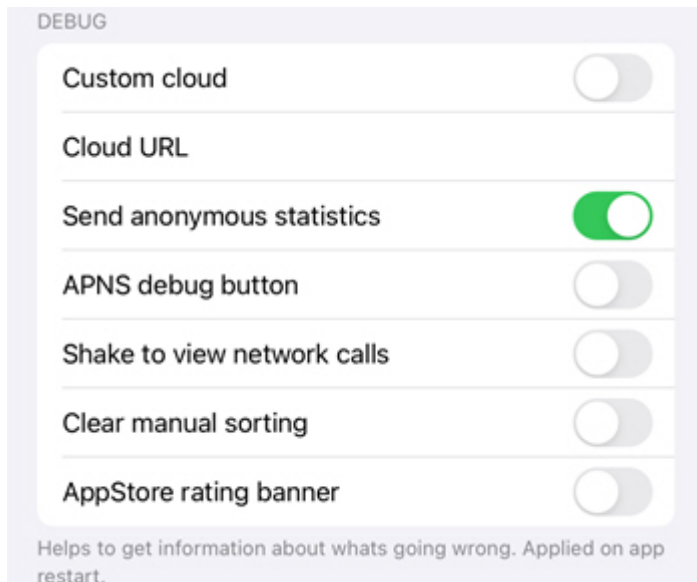 DEBUG
Custom cloud
Cloud URL
Send anonymous statistics
APNS debug button
Shake to view network calls
Clear manual sorting
AppStore rating banner
Helps to get information about whats going wrong. Applied on app
restart.